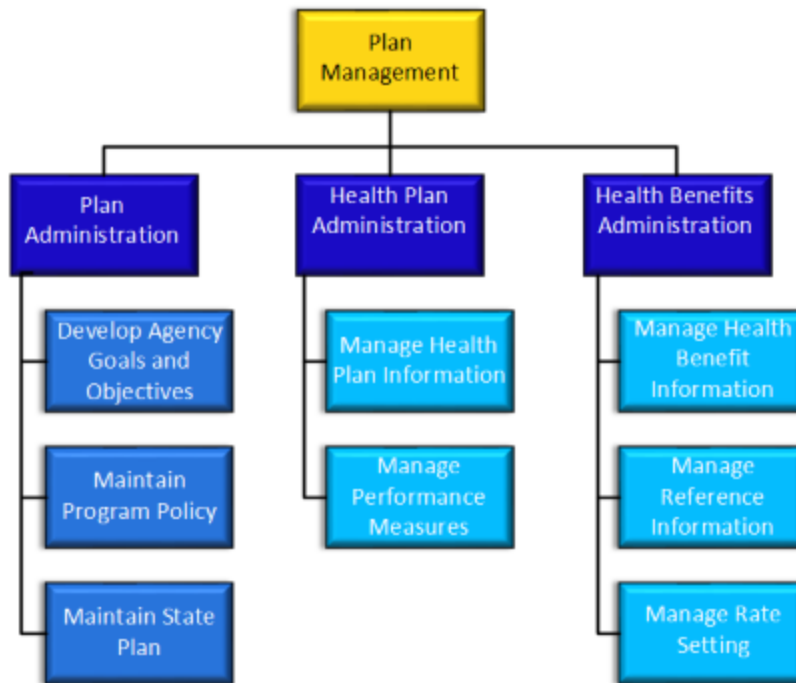 Plan
Management
Plan
Administration
Health Plan
Administration
Health Benefits
Administration
Develop Agency
Goals and
Objectives
Maintain
Program Policy
Maintain State
Plan
Manage Health
Plan Information
Manage
Performance
Measures
Manage Health
Benefit
Information
Manage
Reference
Information
Manage Rate
Setting